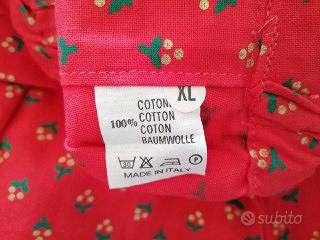 XL
COTONE
100% COTTON
COTON
BAUMWOLLE
MADE IN ITALY
subito